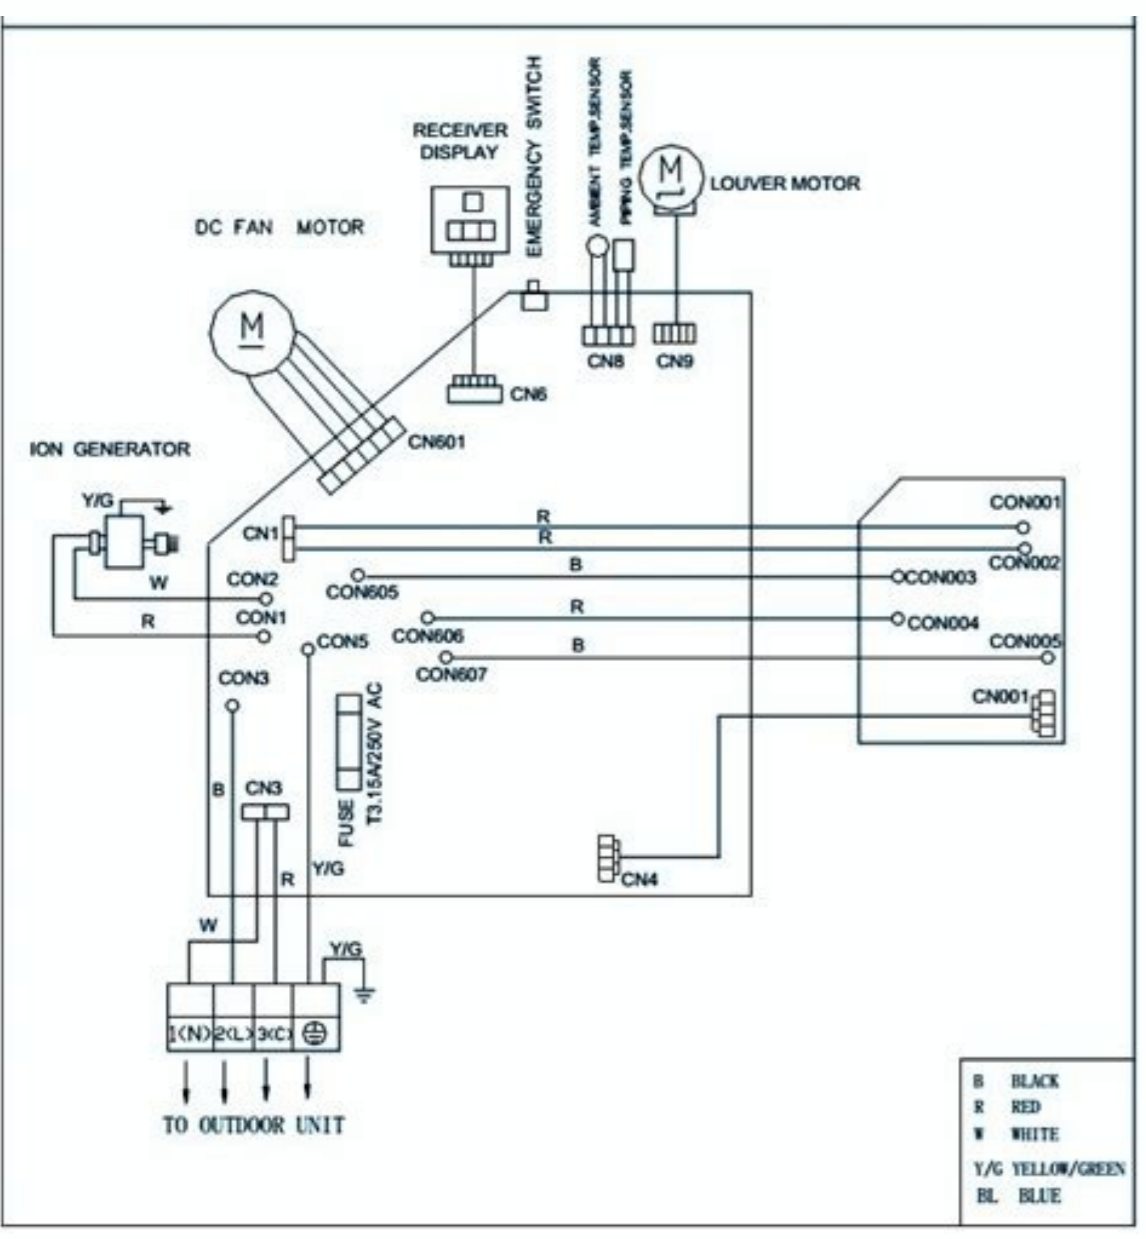 EMERGENCY SWITCH
AMBIENT TEMP.SENSOR
PIPING TEMP.SENSOR
RECEIVER
DISPLAY
M
LOUVER MOTOR
DC FAN MOTOR
M
CN8
CN9
CN6
CN601
ION GENERATOR
Y/G
CN1
R
R
CON001
CON002
W
CON2
CON605
B
CON003
R
CON1
CON606
R
CON004
CON5
CON607
B
CON005
CON3
CN001
B
CN3
FUSE
T3.15A/250V AC
R
Y/G
CN4
W
Y/G
1(N)
2(L)
3(C)
TO OUTDOOR UNIT
B BLACK
R RED
W WHITE
Y/G YELLOW/GREEN
BL BLUE